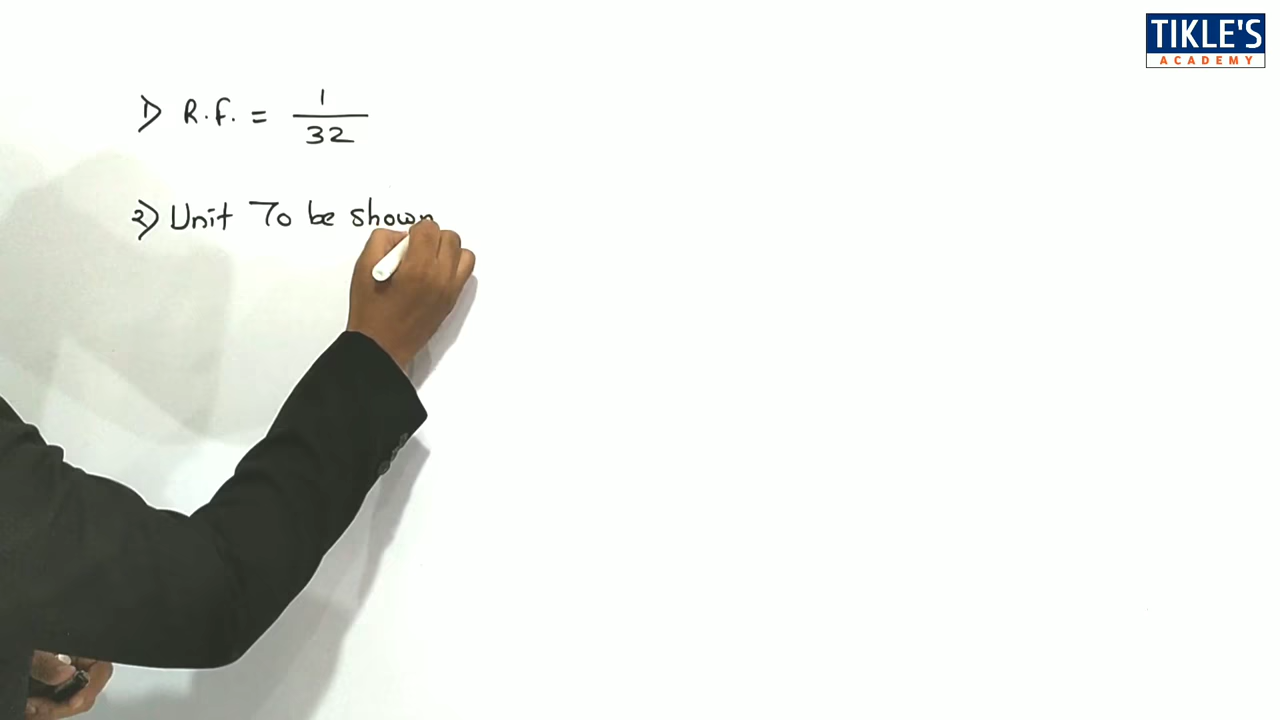 TIKLE'S
ACADEMY
1) R.f. = 1/32
2) Unit To be shown